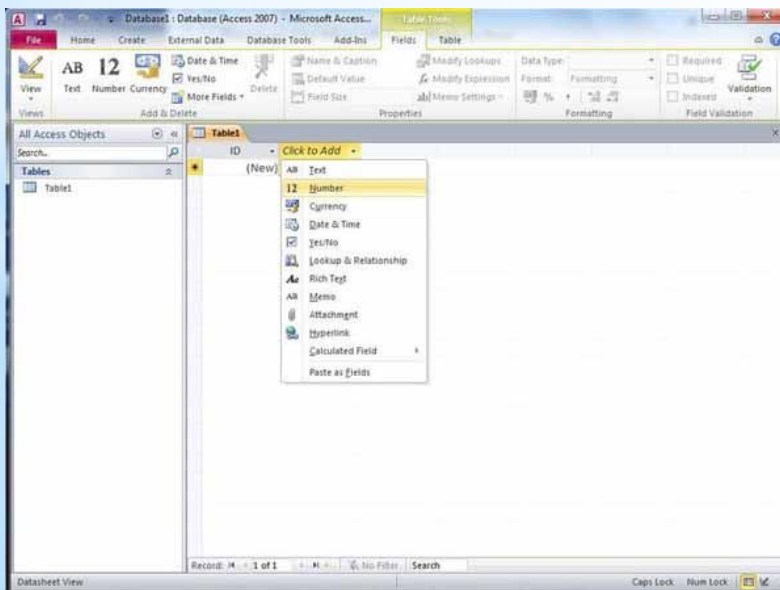 Database1 : Database (Access 2007) - Microsoft Access...
Table Tools
File Home Create External Data Database Tools Add-Ins Fields Table
View
Views
AB
Text
12
Number
Currency
Date & Time
Yes/No
More Fields
Delete
Add & Delete
Name & Caption
Default Value
Field Size
Modify Lookups
Modify Expression
Memo Settings
Properties
Data Type:
Format: Formatting
Formatting
Required
Unique
Indexed
Validation
Field Validation
All Access Objects
Search...
Tables
Table1
Table1
ID Click to Add
(New)
AB Text
12 Number
Currency
Date & Time
Yes/No
Lookup & Relationship
Aa Rich Text
AB Memo
Attachment
Hyperlink
Calculated Field
Paste as Fields
Record: 1 of 1 No Filter Search
Datasheet View Caps Lock Num Lock